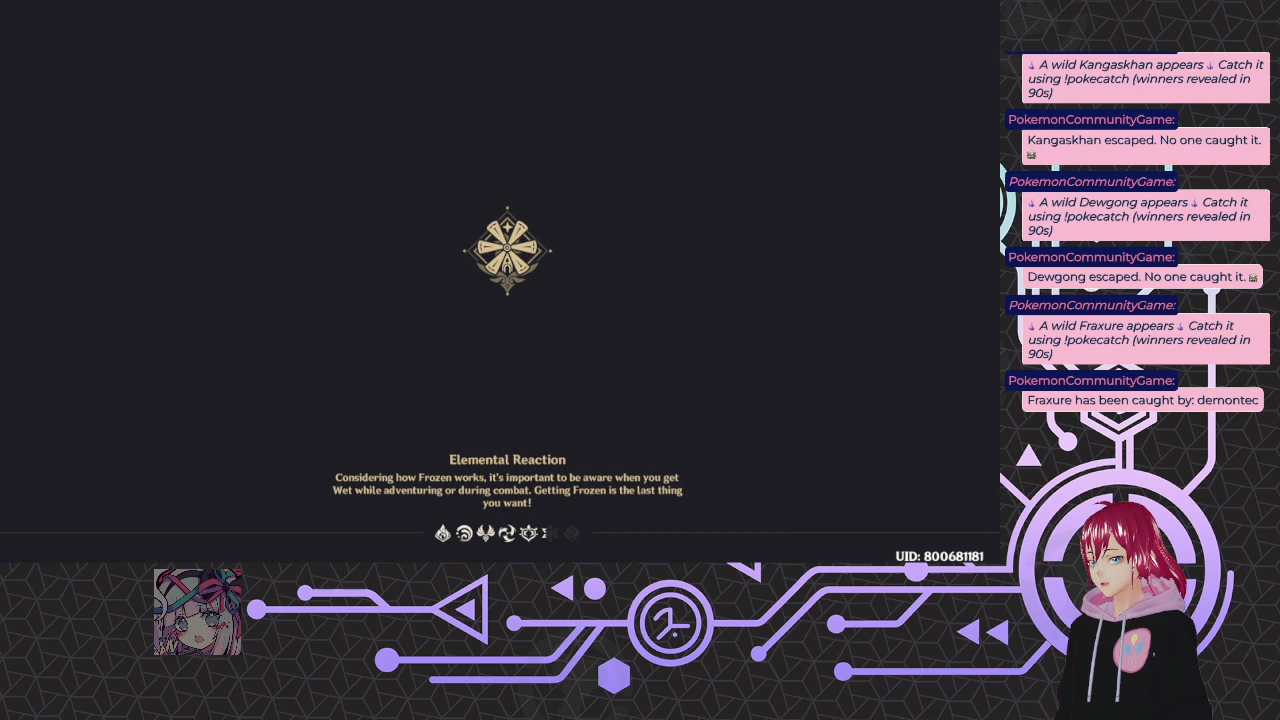 A wild Kangaskhan appears Catch it
using !pokecatch (winners revealed in
90s)
PokemonCommunityGame:
Kangaskhan escaped. No one caught it.
PokemonCommunityGame:
A wild Dewgong appears Catch it
using !pokecatch (winners revealed in
90s)
PokemonCommunityGame:
Dewgong escaped. No one caught it.
PokemonCommunityGame:
A wild Fraxure appears Catch it
using !pokecatch (winners revealed in
90s)
PokemonCommunityGame:
Fraxure has been caught by: demontec
Elemental Reaction
Considering how Frozen works, it's important to be aware when you get
Wet while adventuring or during combat. Getting Frozen is the last thing
you want!
UID: 800681181